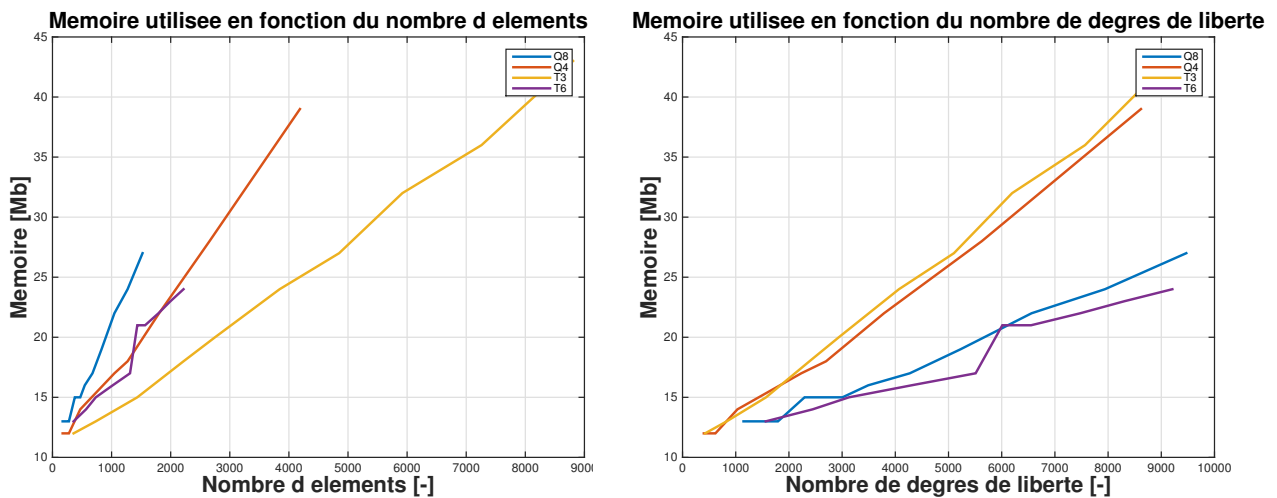 Memoire utilisee en fonction du nombre d elements
45
40
35
30
25
20
15
10
Memoire [Mb]
Q8
Q4
T3
T6
0
1000
2000
3000
4000
5000
6000
7000
8000
9000
Nombre d elements [-]
Memoire utilisee en fonction du nombre de degres de liberte
45
40
35
30
25
20
15
10
Memoire [Mb]
Q8
Q4
T3
T6
0
1000
2000
3000
4000
5000
6000
7000
8000
9000
10000
Nombre de degres de liberte [-]